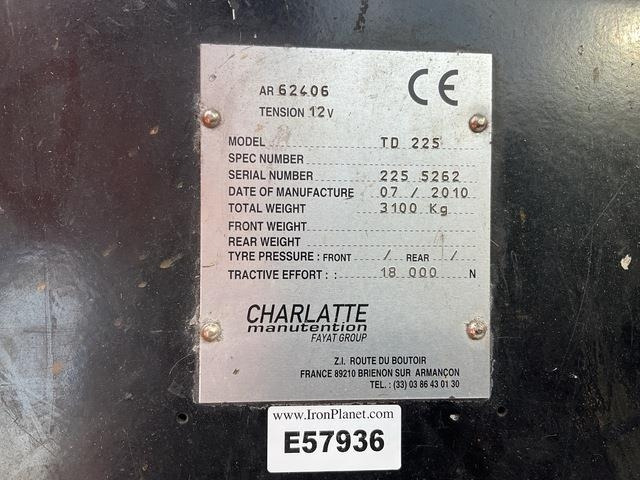 AR 62406
CE
TENSION 12 V
MODEL TD 225
SPEC NUMBER
SERIAL NUMBER 225 5262
DATE OF MANUFACTURE 07 / 2010
TOTAL WEIGHT 3100 Kg
FRONT WEIGHT
REAR WEIGHT
TYRE PRESSURE : FRONT / REAR /
TRACTIVE EFFORT : : 18 000 N
CHARLATTE
manutention
FAYAT GROUP
Z.I. ROUTE DU BOUTOIR
FRANCE 89210 BRIENON SUR ARMANÇON
TEL. : (33) 03 86 43 01 30
www.IronPlanet.com
E57936